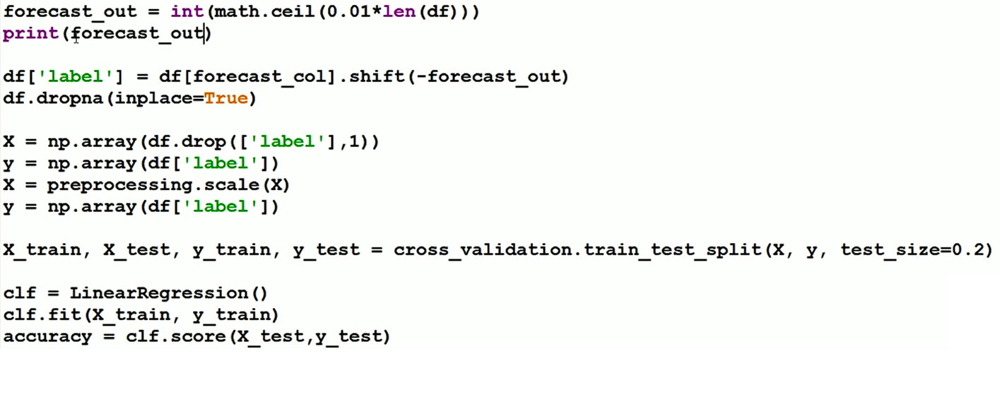 forecast_out = int(math.ceil(0.01*len(df)))
print(forecast_out)
df['label'] = df[forecast_col].shift(-forecast_out)
df.dropna(inplace=True)
X = np.array(df.drop(['label'],1))
y = np.array(df['label'])
X = preprocessing.scale(X)
y = np.array(df['label'])
X_train, X_test, y_train, y_test = cross_validation.train_test_split(X, y, test_size=0.2)
clf = LinearRegression()
clf.fit(X_train, y_train)
accuracy = clf.score(X_test,y_test)